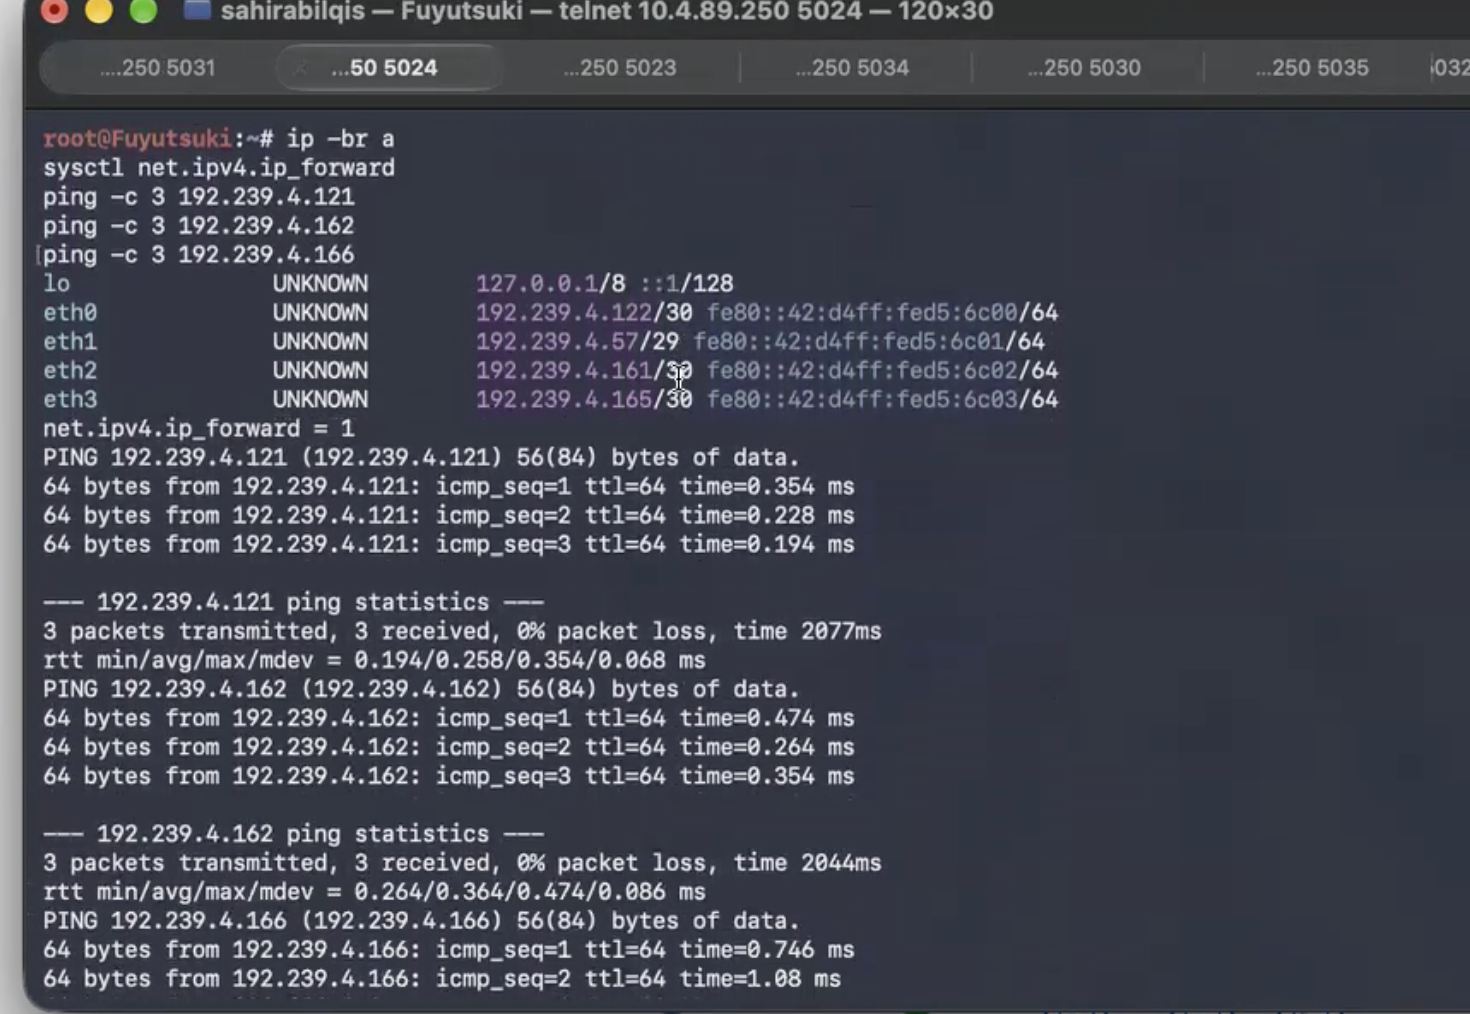 sahirabilqis — Fuyutsuki — telnet 10.4.89.250 5024 — 120×30
....250 5031 ...50 5024 ...250 5023 ...250 5034 ...250 5030 ...250 5035 032
root@Fuyutsuki:~# ip -br a
sysctl net.ipv4.ip_forward
ping -c 3 192.239.4.121
ping -c 3 192.239.4.162
[ping -c 3 192.239.4.166
lo UNKNOWN 127.0.0.1/8 ::1/128
eth0 UNKNOWN 192.239.4.122/30 fe80::42:d4ff:fed5:6c00/64
eth1 UNKNOWN 192.239.4.57/29 fe80::42:d4ff:fed5:6c01/64
eth2 UNKNOWN 192.239.4.161/30 fe80::42:d4ff:fed5:6c02/64
eth3 UNKNOWN 192.239.4.165/30 fe80::42:d4ff:fed5:6c03/64
net.ipv4.ip_forward = 1
PING 192.239.4.121 (192.239.4.121) 56(84) bytes of data.
64 bytes from 192.239.4.121: icmp_seq=1 ttl=64 time=0.354 ms
64 bytes from 192.239.4.121: icmp_seq=2 ttl=64 time=0.228 ms
64 bytes from 192.239.4.121: icmp_seq=3 ttl=64 time=0.194 ms
--- 192.239.4.121 ping statistics ---
3 packets transmitted, 3 received, 0% packet loss, time 2077ms
rtt min/avg/max/mdev = 0.194/0.258/0.354/0.068 ms
PING 192.239.4.162 (192.239.4.162) 56(84) bytes of data.
64 bytes from 192.239.4.162: icmp_seq=1 ttl=64 time=0.474 ms
64 bytes from 192.239.4.162: icmp_seq=2 ttl=64 time=0.264 ms
64 bytes from 192.239.4.162: icmp_seq=3 ttl=64 time=0.354 ms
--- 192.239.4.162 ping statistics ---
3 packets transmitted, 3 received, 0% packet loss, time 2044ms
rtt min/avg/max/mdev = 0.264/0.364/0.474/0.086 ms
PING 192.239.4.166 (192.239.4.166) 56(84) bytes of data.
64 bytes from 192.239.4.166: icmp_seq=1 ttl=64 time=0.746 ms
64 bytes from 192.239.4.166: icmp_seq=2 ttl=64 time=1.08 ms